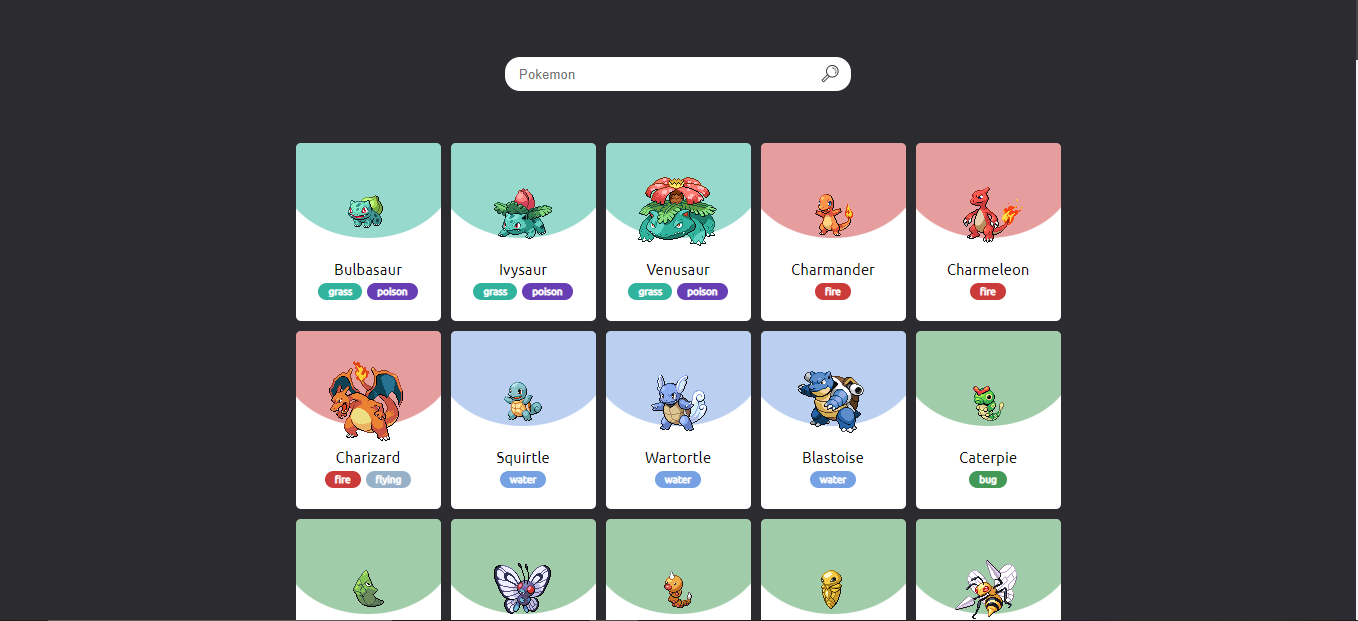 Pokemon
Bulbasaur
grass poison
Ivysaur
grass poison
Venusaur
grass poison
Charmander
fire
Charmeleon
fire
Charizard
fire flying
Squirtle
water
Wartortle
water
Blastoise
water
Caterpie
bug